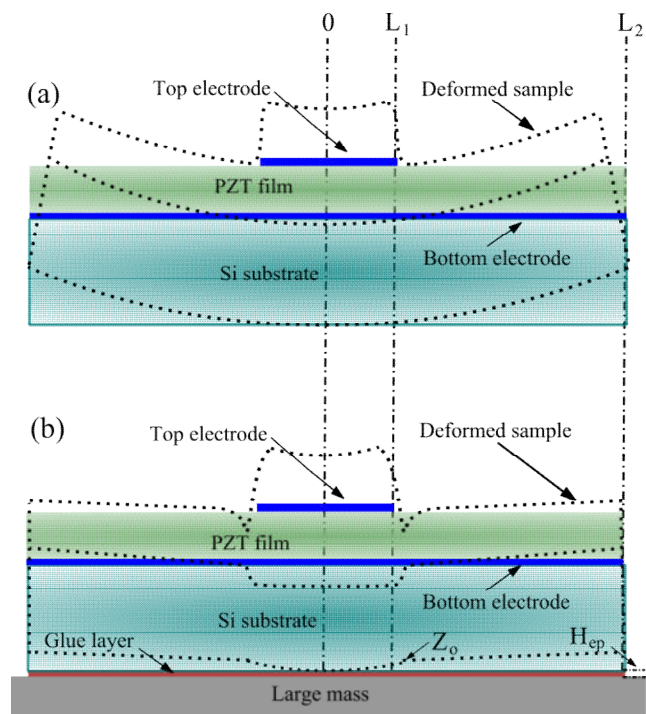 0 L1 L2
(a)
Top electrode
Deformed sample
PZT film
Bottom electrode
Si substrate
(b)
Top electrode
Deformed sample
PZT film
Bottom electrode
Si substrate
Glue layer
Zo
Hep
Large mass